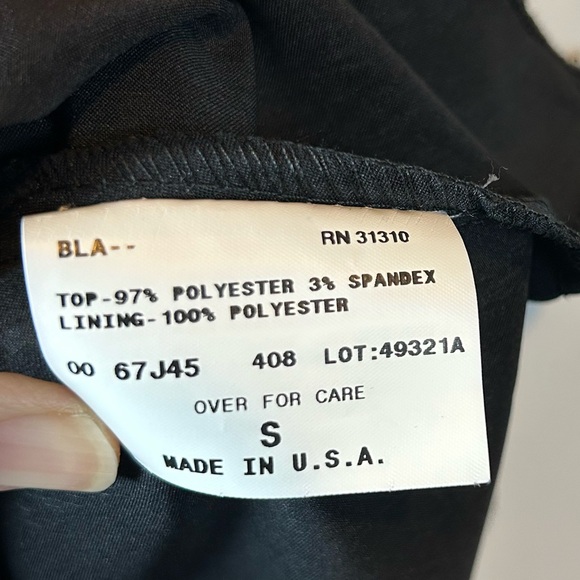 BLA-- RN 31310
TOP-97% POLYESTER 3% SPANDEX
LINING-100% POLYESTER
00 67J45 408 LOT:49321A
OVER FOR CARE
S
MADE IN U.S.A.